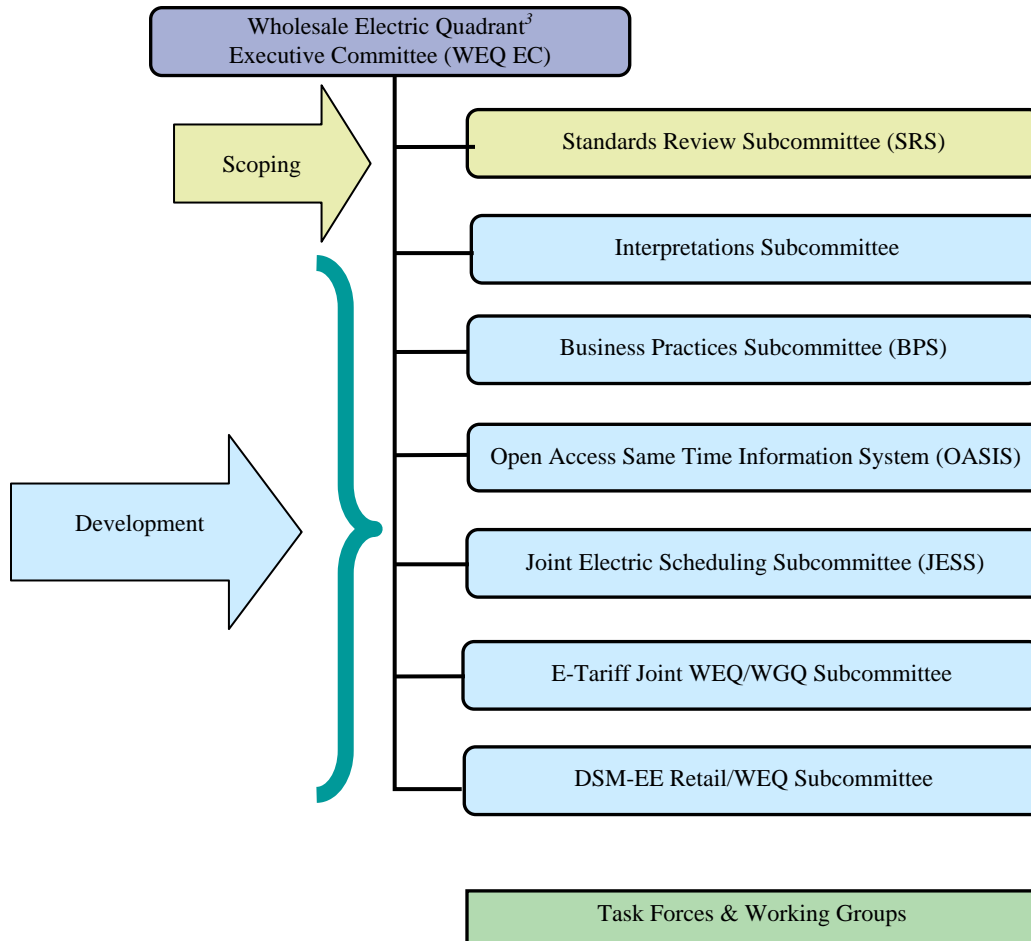 Wholesale Electric Quadrant3
Executive Committee (WEQ EC)
Scoping
Standards Review Subcommittee (SRS)
Interpretations Subcommittee
Business Practices Subcommittee (BPS)
Open Access Same Time Information System (OASIS)
Development
Joint Electric Scheduling Subcommittee (JESS)
E-Tariff Joint WEQ/WGQ Subcommittee
DSM-EE Retail/WEQ Subcommittee
Task Forces & Working Groups